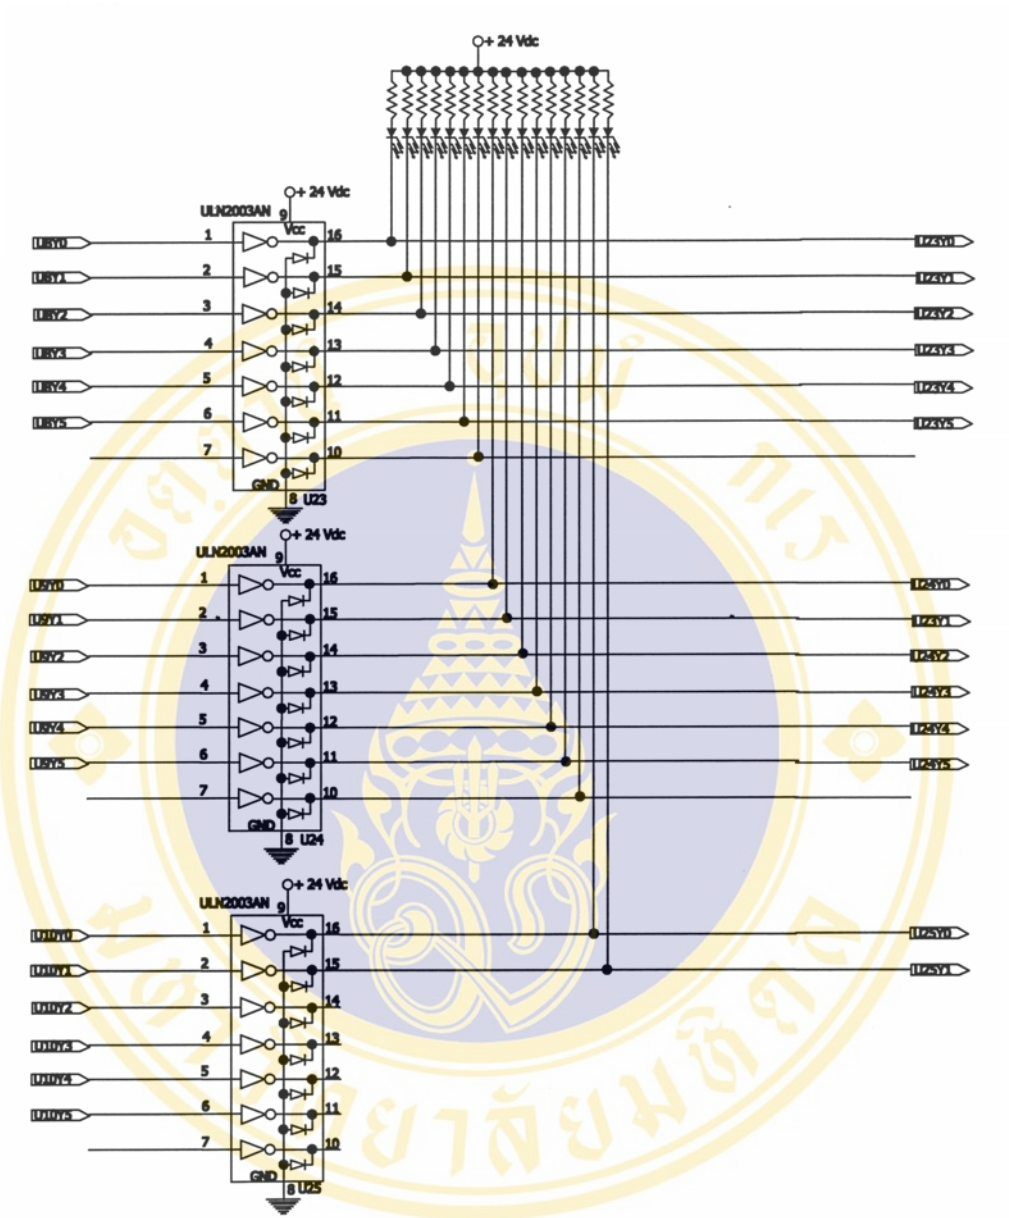 + 24 Vdc
+ 24 Vdc
ULN2003AN
9
Vcc
U8Y0 1 16 U23Y0
U8Y1 2 15 U23Y1
U8Y2 3 14 U23Y2
U8Y3 4 13 U23Y3
U8Y4 5 12 U23Y4
U8Y5 6 11 U23Y5
7 10
GND
8 U23
+ 24 Vdc
ULN2003AN
9
Vcc
U9Y0 1 16 U24Y0
U9Y1 2 15 U23Y1
U9Y2 3 14 U24Y2
U9Y3 4 13 U24Y3
U9Y4 5 12 U24Y4
U9Y5 6 11 U24Y5
7 10
GND
8 U24
+ 24 Vdc
ULN2003AN
9
Vcc
U10Y0 1 16 U25Y0
U10Y1 2 15 U25Y1
U10Y2 3 14
U10Y3 4 13
U10Y4 5 12
U10Y5 6 11
7 10
GND
8 U25